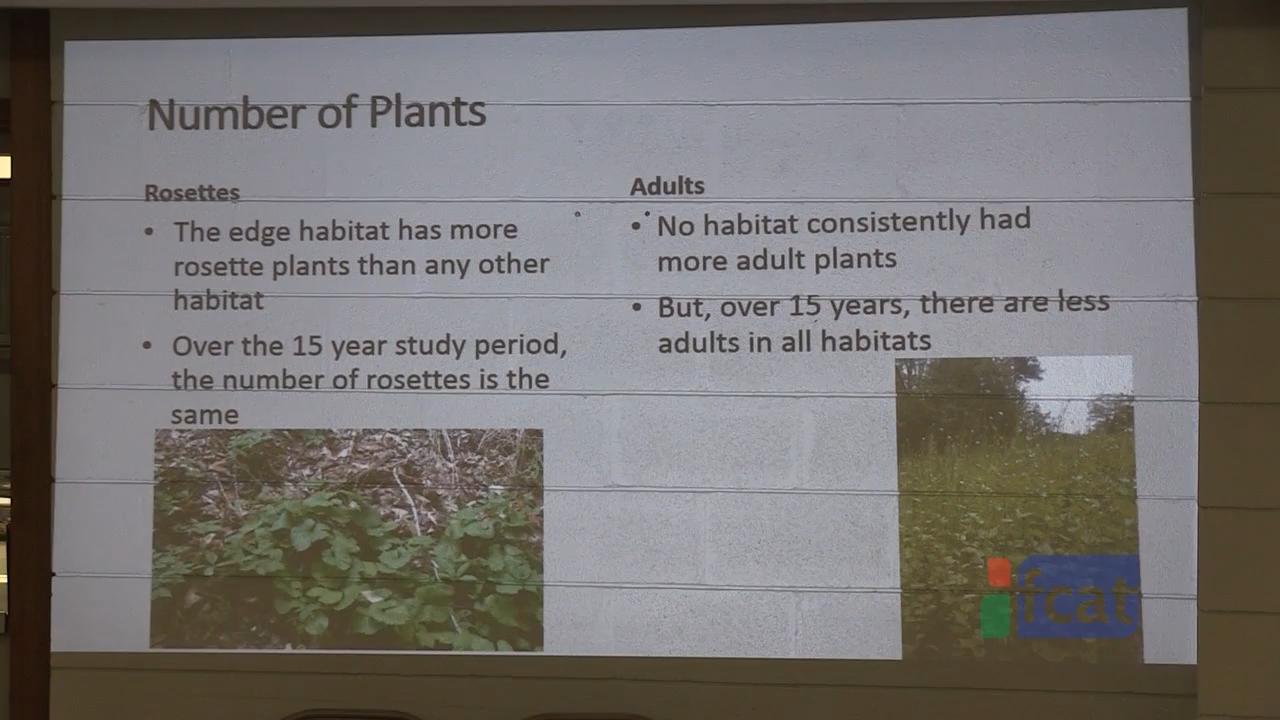 Number of Plants
Rosettes
• The edge habitat has more
rosette plants than any other
habitat
• Over the 15 year study period,
the number of rosettes is the
same
Adults
• No habitat consistently had
more adult plants
• But, over 15 years, there are less
adults in all habitats
fcat